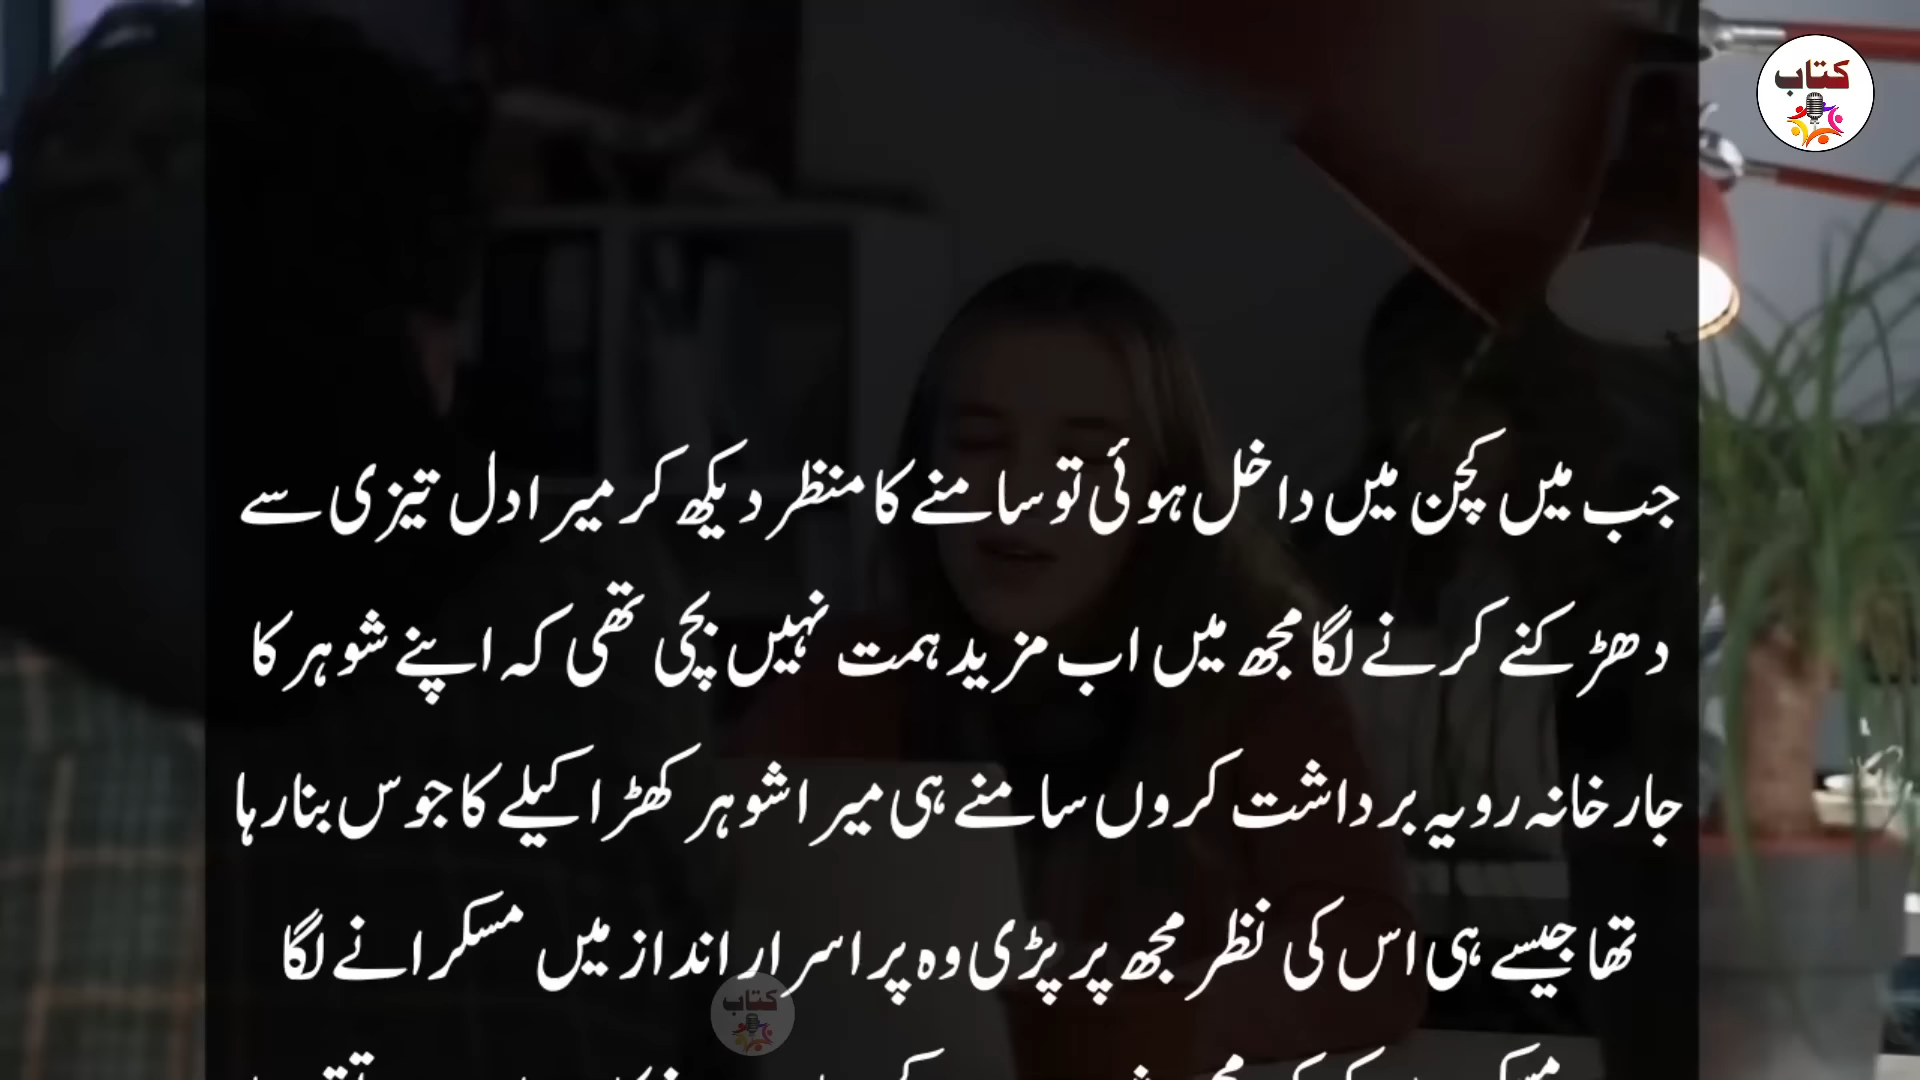 کتاب
جب میں کچن میں داخل ہوئی تو سامنے کا منظر دیکھ کر میرا دل تیزی سے
دھڑکنے کرنے لگا مجھ میں اب مزید ہمت نہیں بچی تھی کہ اپنے شوہر کا
جارخانہ رویہ برداشت کروں سامنے ہی میرا شوہر کھڑا کیلے کا جوس بنا رہا
تھا جیسے ہی اس کی نظر مجھ پر پڑی وہ پر اسرار انداز میں مسکرانے لگا
کتاب